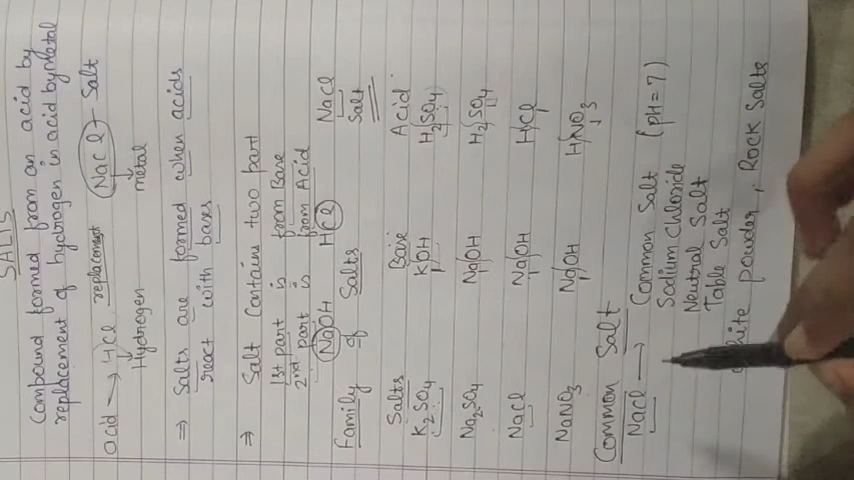 SALTS
Compound formed from an acid by
replacement of hydrogen in acid by metal
acid → HCl replacement NaCl → Salt
Hydrogen metal
⇒ Salts are formed when acids
react with bases
⇒ Salt contains two part
1st part is from Base
2nd part is from Acid
NaOH HCl NaCl
Salt
Family of Salts
Salts Base Acid
K2SO4 KOH H2SO4
Na2SO4 NaOH H2SO4
NaCl NaOH HCl
NaNO3 NaOH HNO3
Common Salt
NaCl → Common Salt (pH=7)
Sodium Chloride
Neutral Salt
Table Salt
powder, Rock Salts